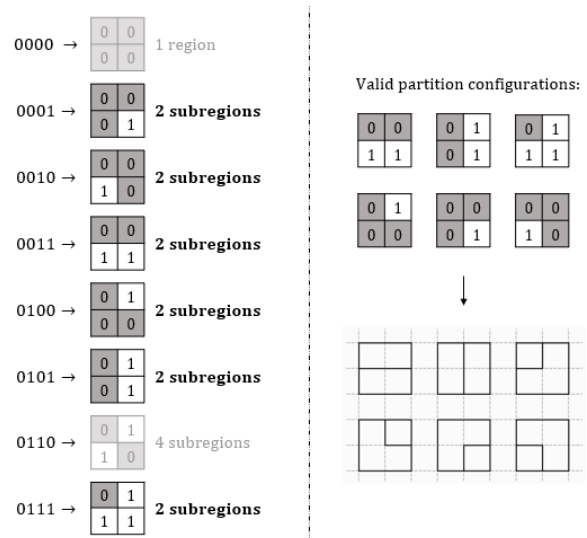 0000 →
0 0
0 0
1 region
0001 →
0 0
0 1
2 subregions
0010 →
0 0
1 0
2 subregions
0011 →
0 0
1 1
2 subregions
0100 →
0 1
0 0
2 subregions
0101 →
0 1
0 1
2 subregions
0110 →
0 1
1 0
4 subregions
0111 →
0 1
1 1
2 subregions
Valid partition configurations:
0 0 0 1 0 1
1 1 0 1 1 1
0 1 0 0 0 0
0 0 0 1 1 0